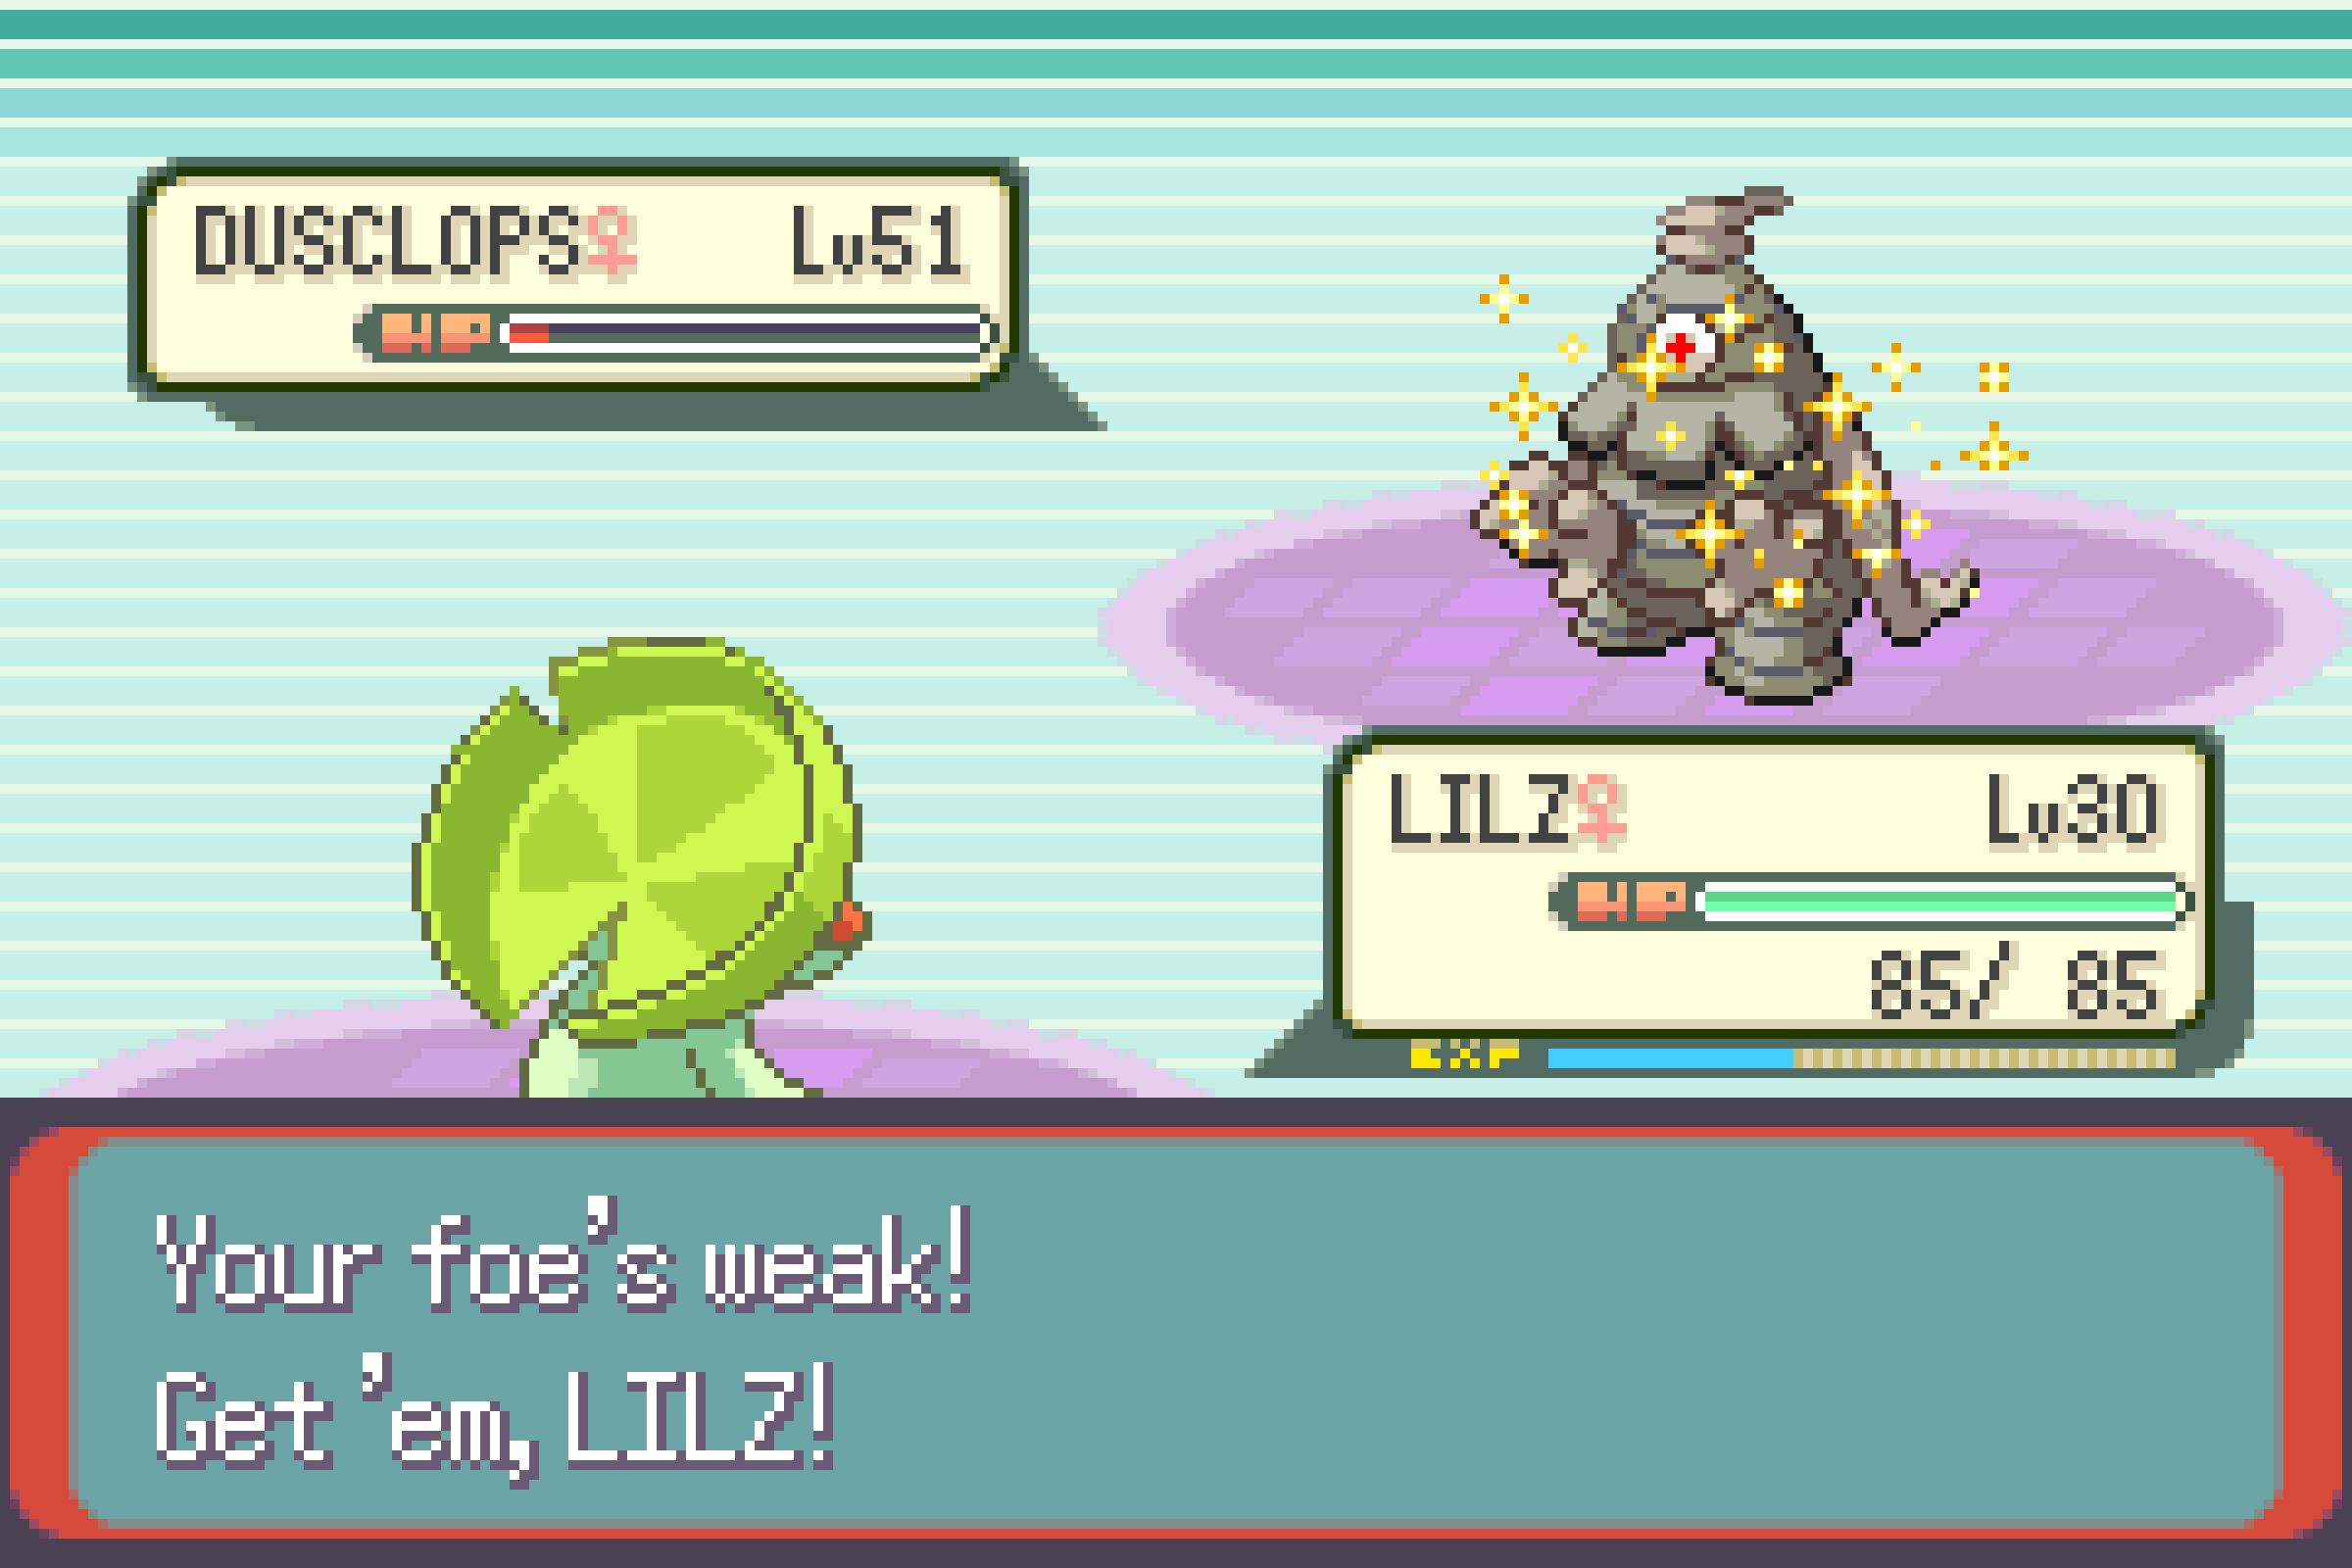 DUSCLOPS♀ Lv51
HP
LILZ♀ Lv30
HP
85/ 85
EXP
Your foe's weak!
Get 'em, LILZ!